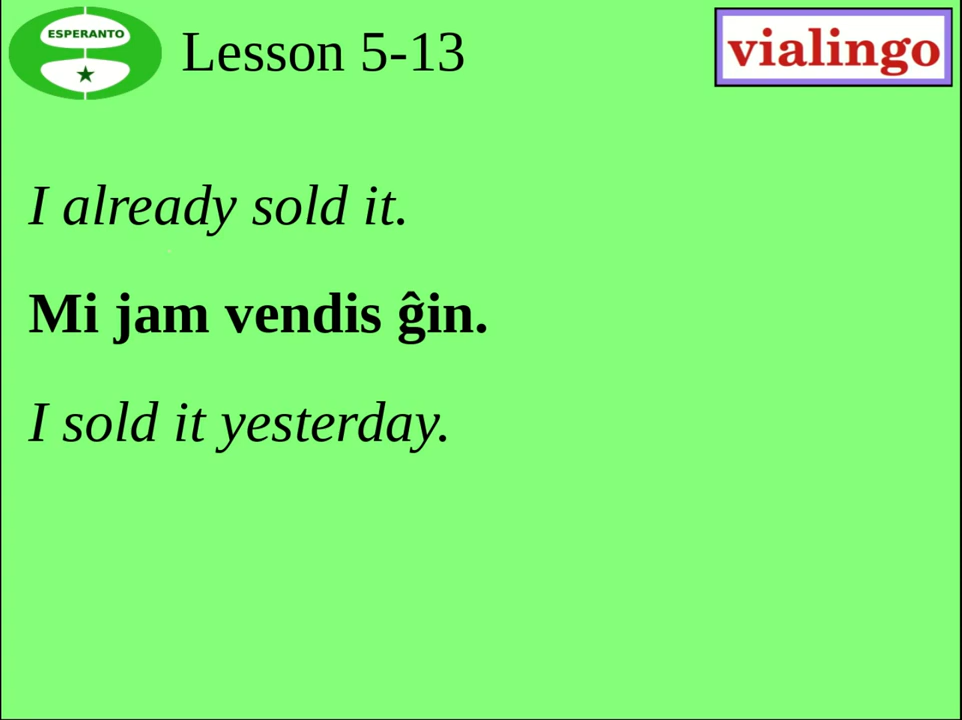 ESPERANTO
Lesson 5-13
vialingo
I already sold it.
Mi jam vendis ĝin.
I sold it yesterday.